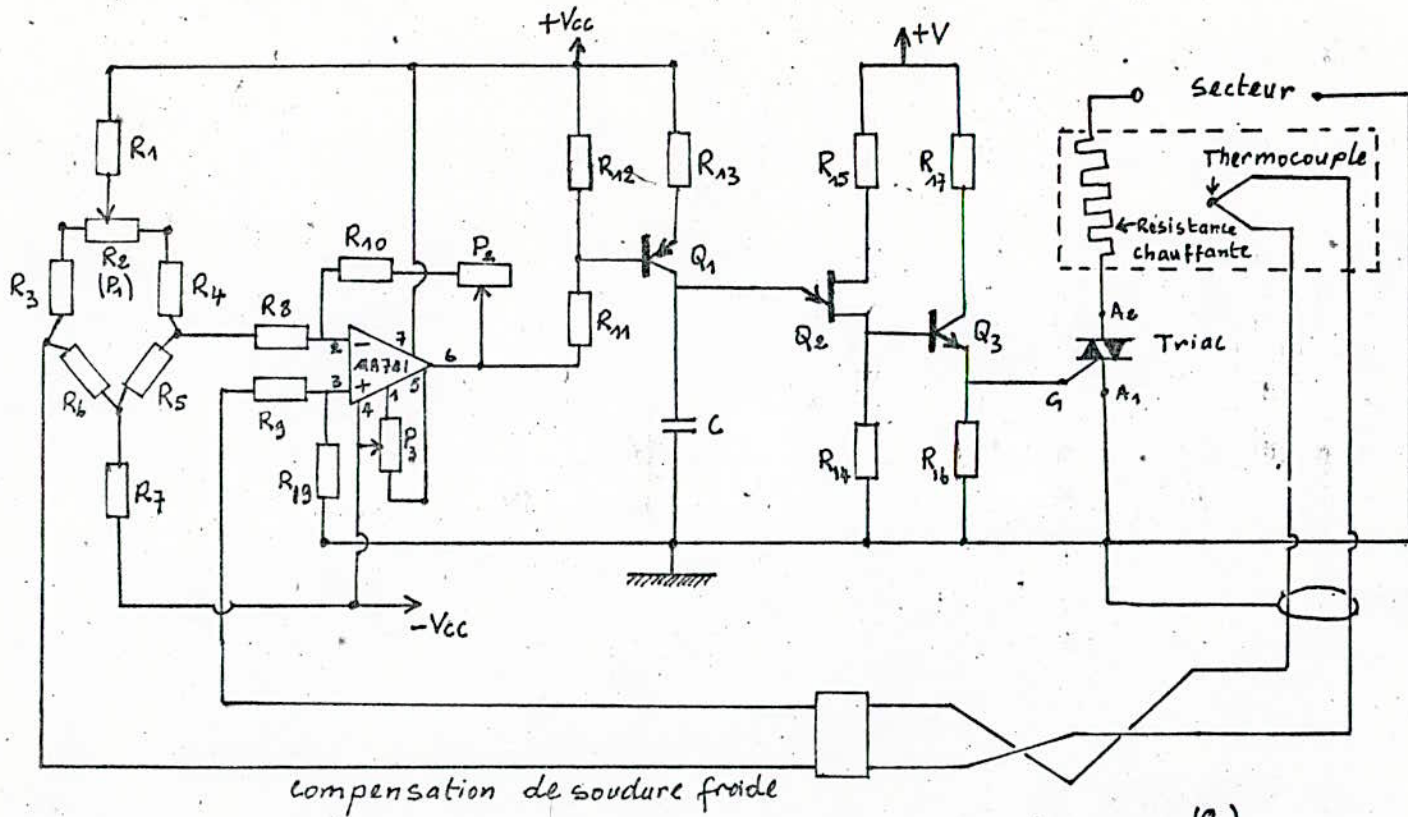 +Vcc
+V
Secteur
Thermocouple
Résistance
chauffante
R1
R2
(P1)
R3
R4
R5
R6
R7
R8
R9
R10
P2
R11
R12
R13
Q1
R15
R17
Q2
Q3
R14
R16
A2
Triac
G
A1
2
-
7
µA741
6
3
+
4
1
5
P3
R19
C
-Vcc
compensation de soudure froide